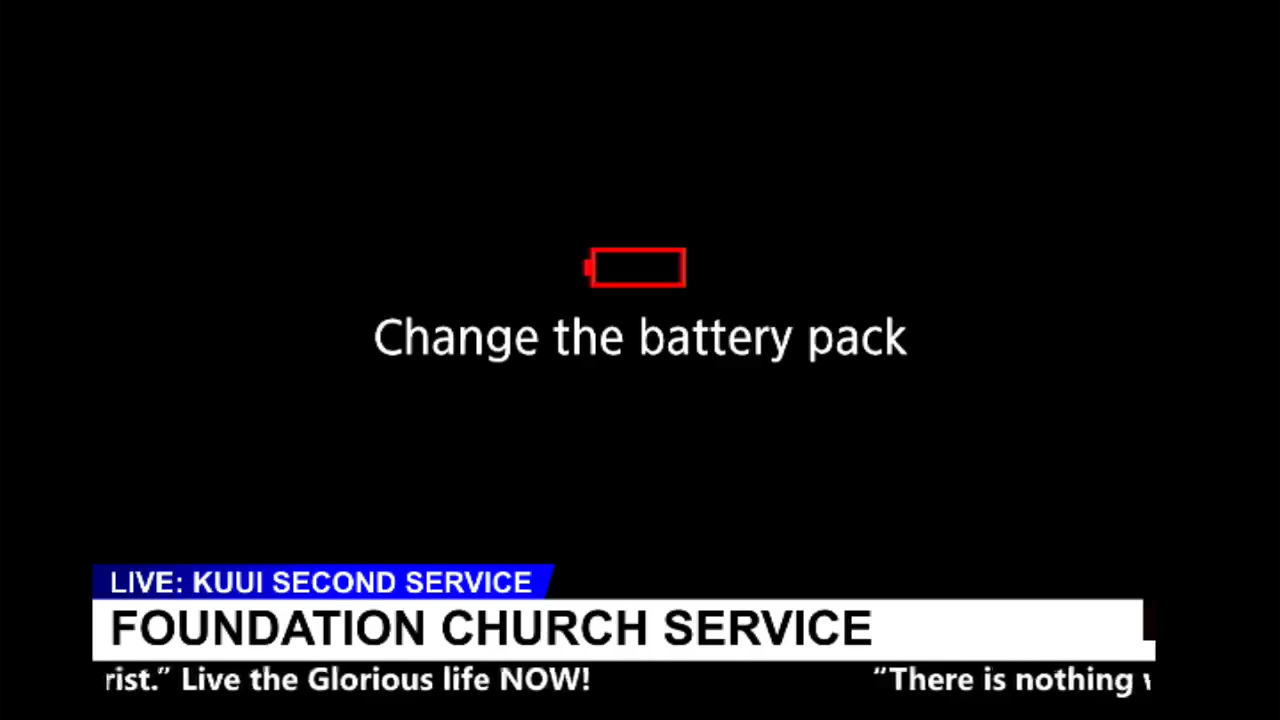 Change the battery pack
LIVE: KUUI SECOND SERVICE
FOUNDATION CHURCH SERVICE
rist.” Live the Glorious life NOW! “There is nothing